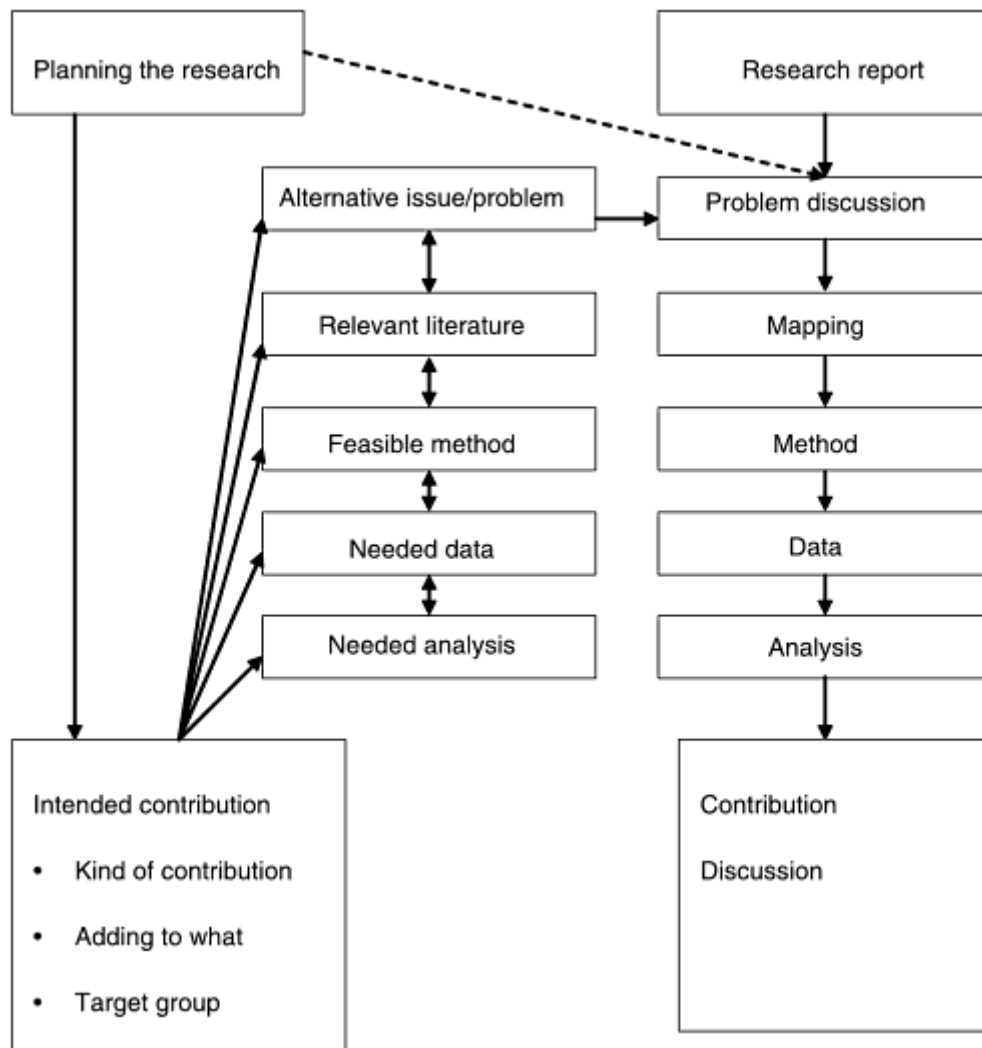 Planning the research
Research report
Alternative issue/problem
Problem discussion
Relevant literature
Mapping
Feasible method
Method
Needed data
Data
Needed analysis
Analysis
Intended contribution
• Kind of contribution
• Adding to what
• Target group
Contribution
Discussion